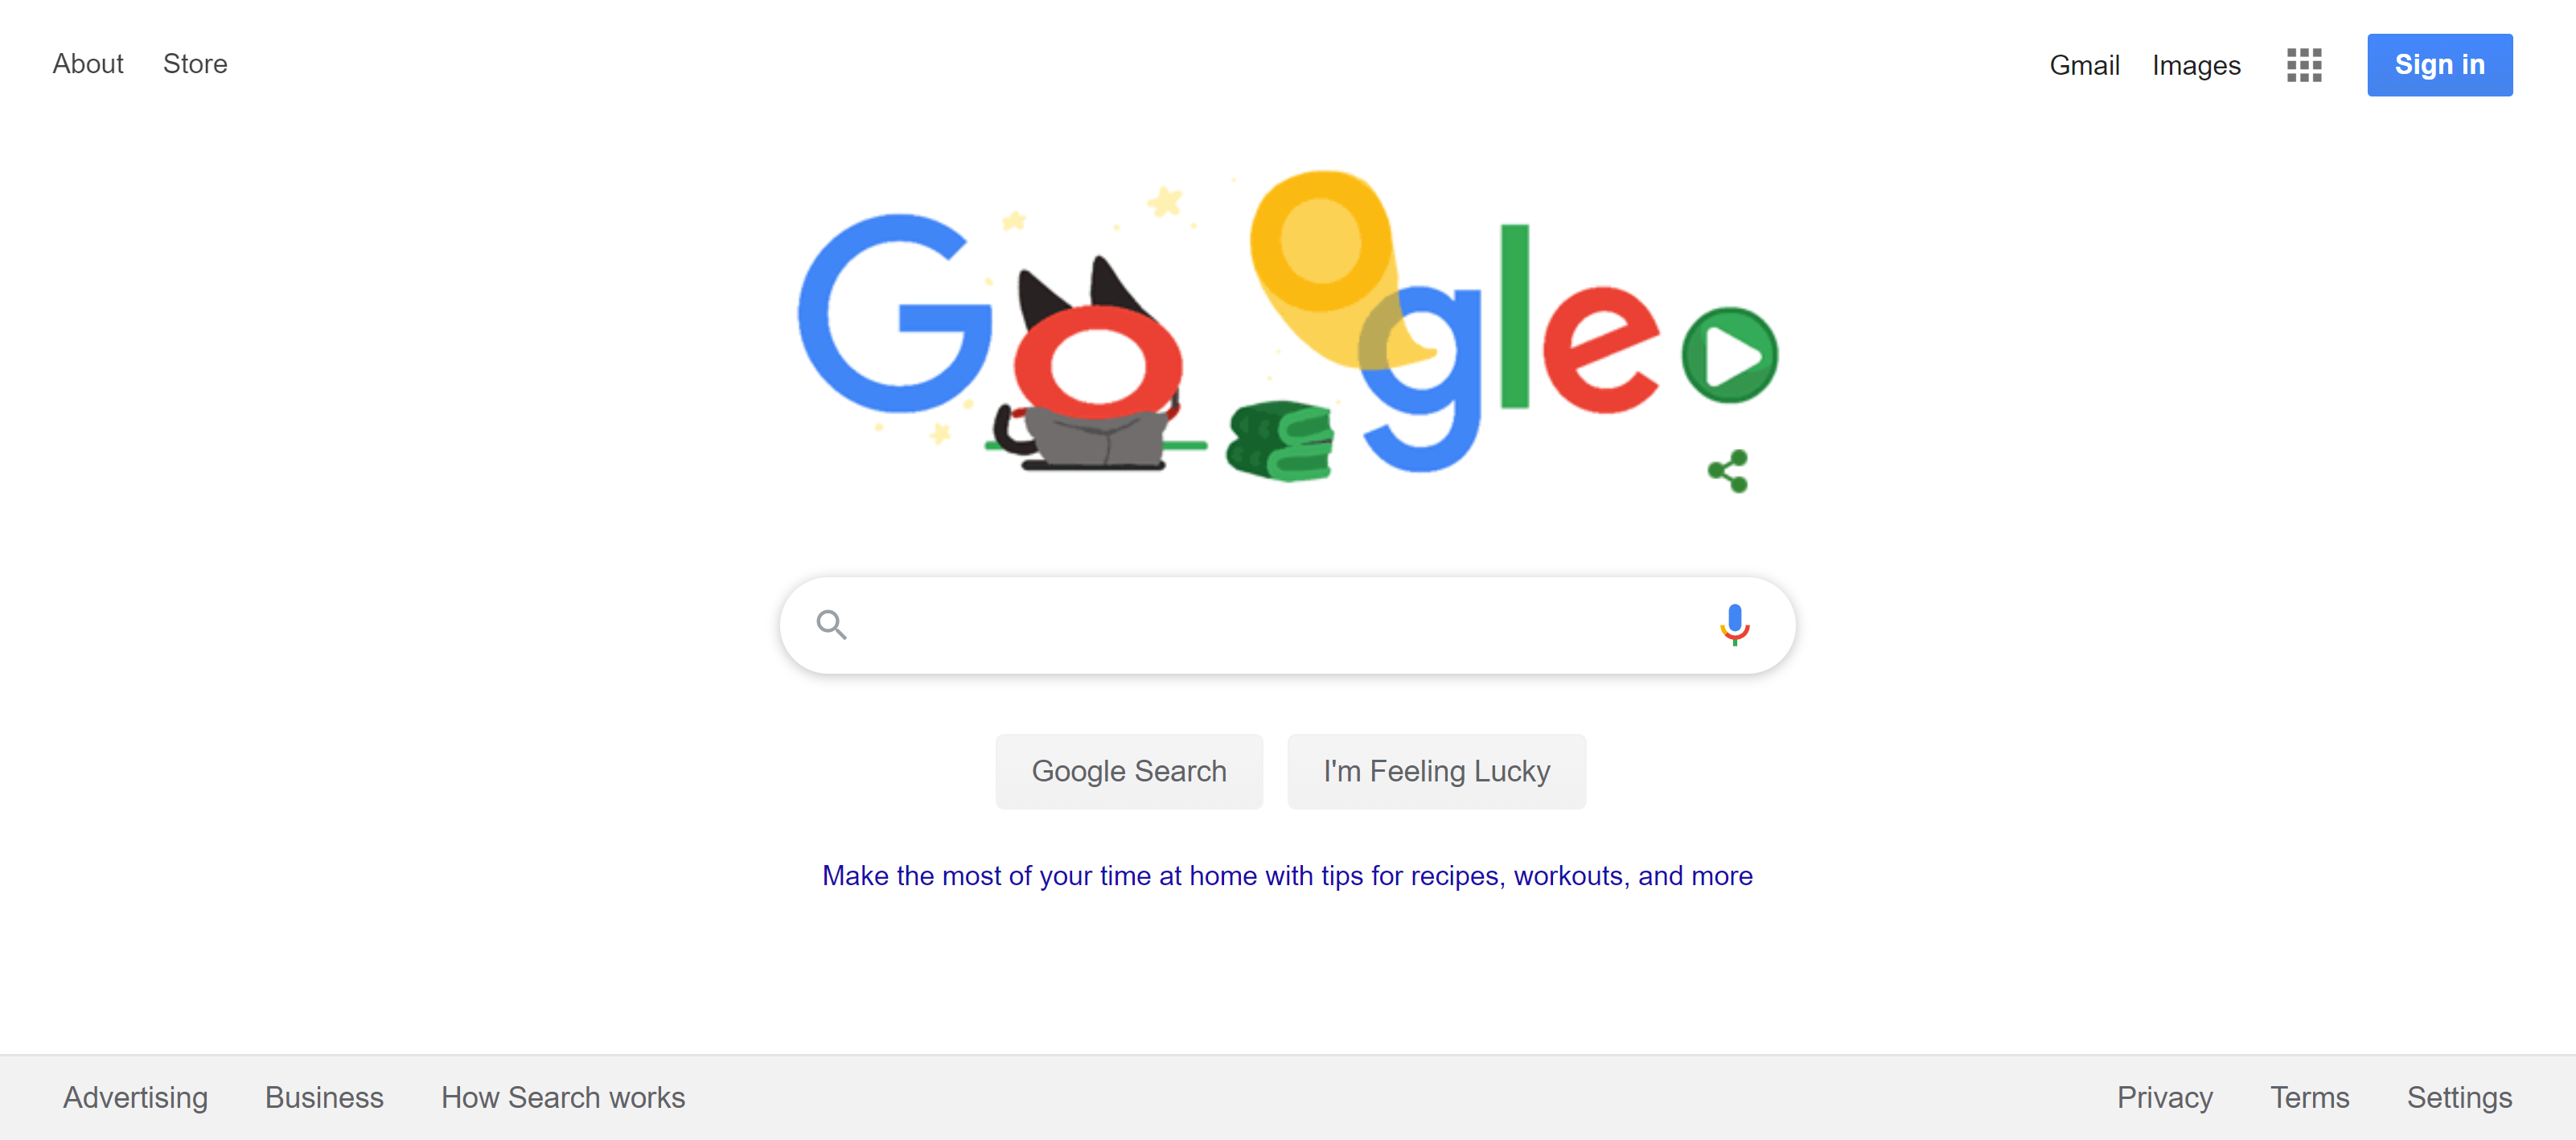 About Store Gmail Images Sign in
Google
Google Search I'm Feeling Lucky
Make the most of your time at home with tips for recipes, workouts, and more
Advertising Business How Search works Privacy Terms Settings